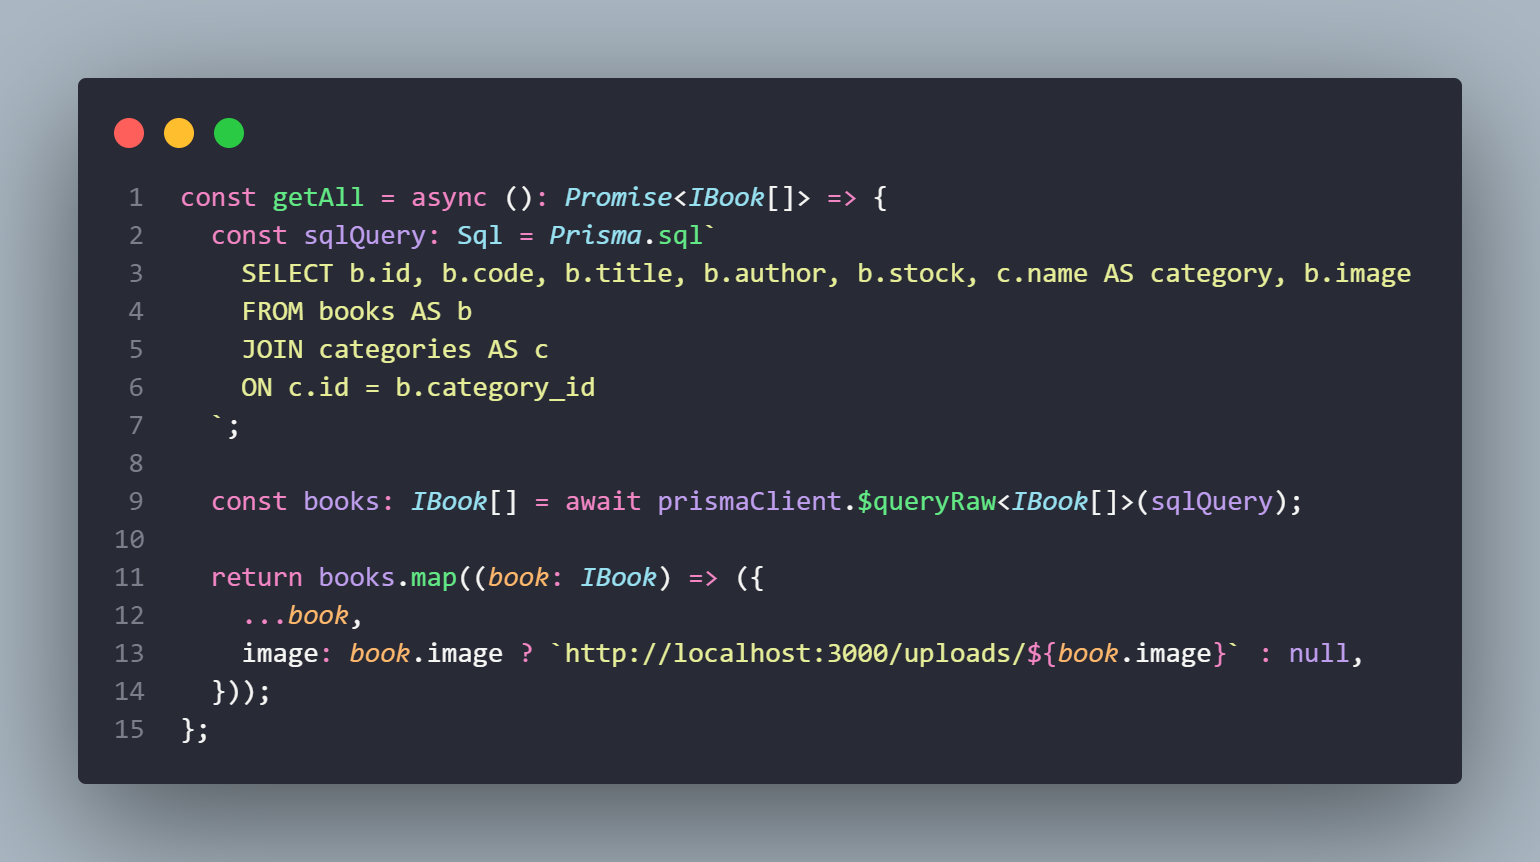 1 const getAll = async (): Promise<IBook[]> => {
2   const sqlQuery: Sql = Prisma.sql`
3     SELECT b.id, b.code, b.title, b.author, b.stock, c.name AS category, b.image
4     FROM books AS b
5     JOIN categories AS c
6     ON c.id = b.category_id
7   `;
8
9   const books: IBook[] = await prismaClient.$queryRaw<IBook[]>(sqlQuery);
10
11   return books.map((book: IBook) => ({
12     ...book,
13     image: book.image ? `http://localhost:3000/uploads/${book.image}` : null,
14   }));
15 };